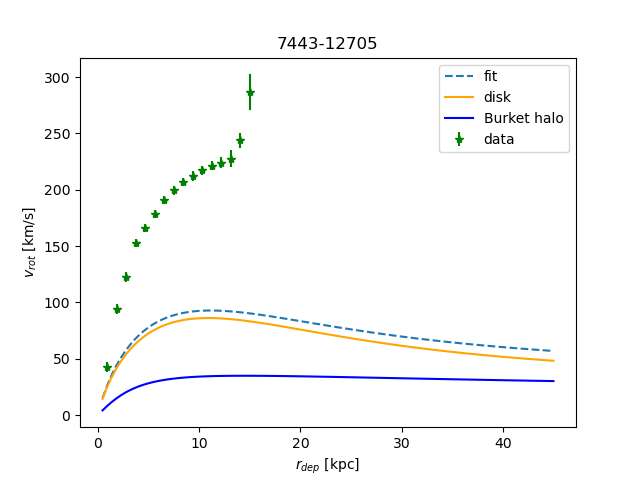 7443-12705
300
250
200
150
100
50
0
v_rot [km/s]
fit
disk
Burket halo
data
0 10 20 30 40
r_dep [kpc]